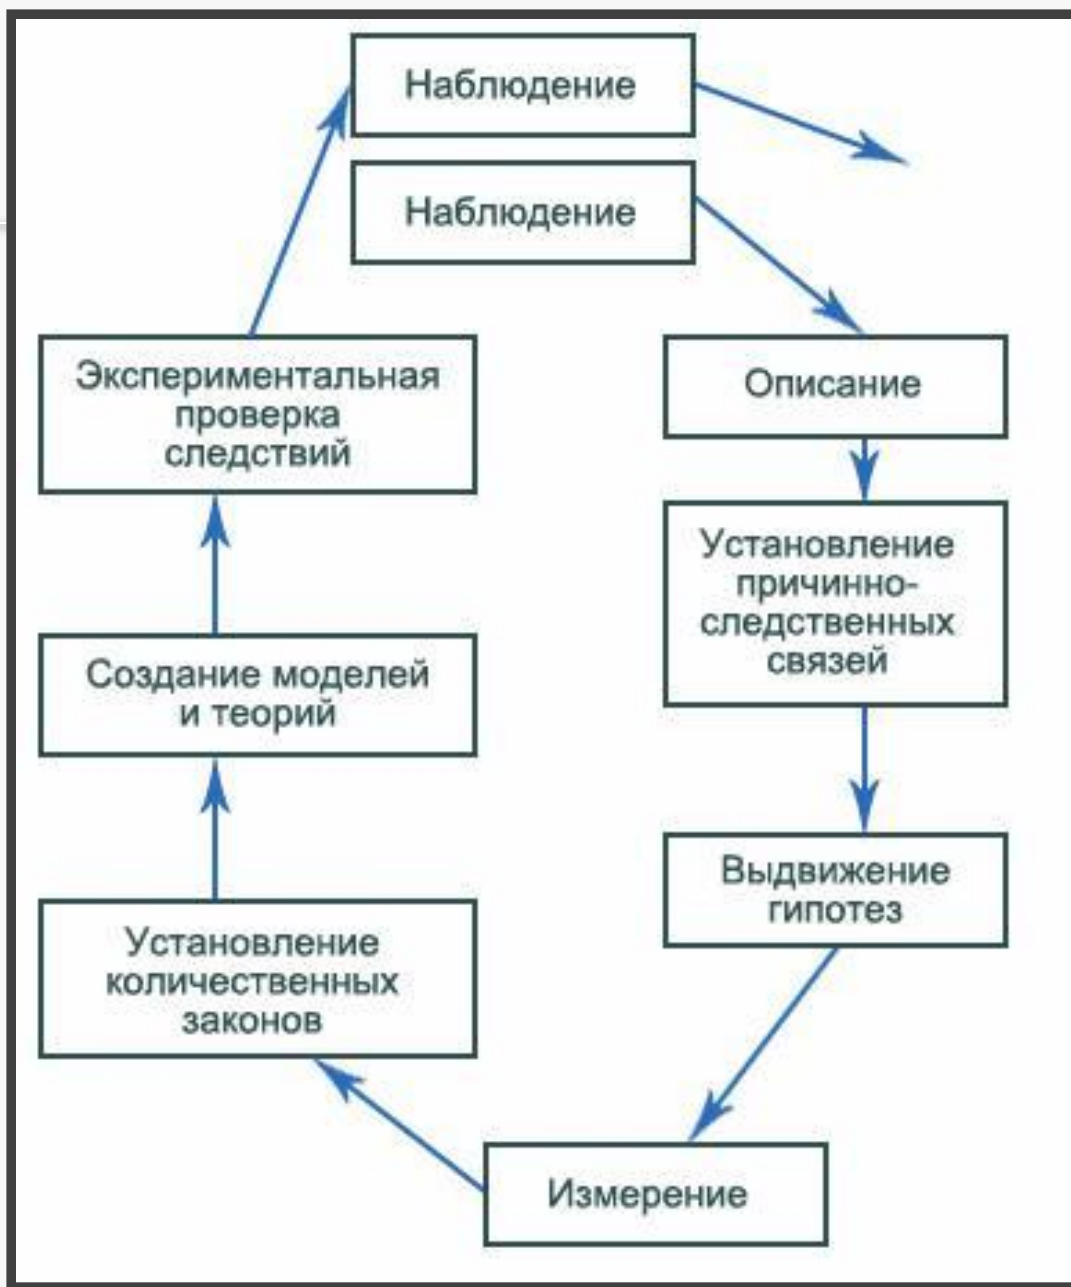 Наблюдение
Наблюдение
Экспериментальная
проверка
следствий
Описание
Установление
причинно-
следственных
связей
Создание моделей
и теорий
Выдвижение
гипотез
Установление
количественных
законов
Измерение